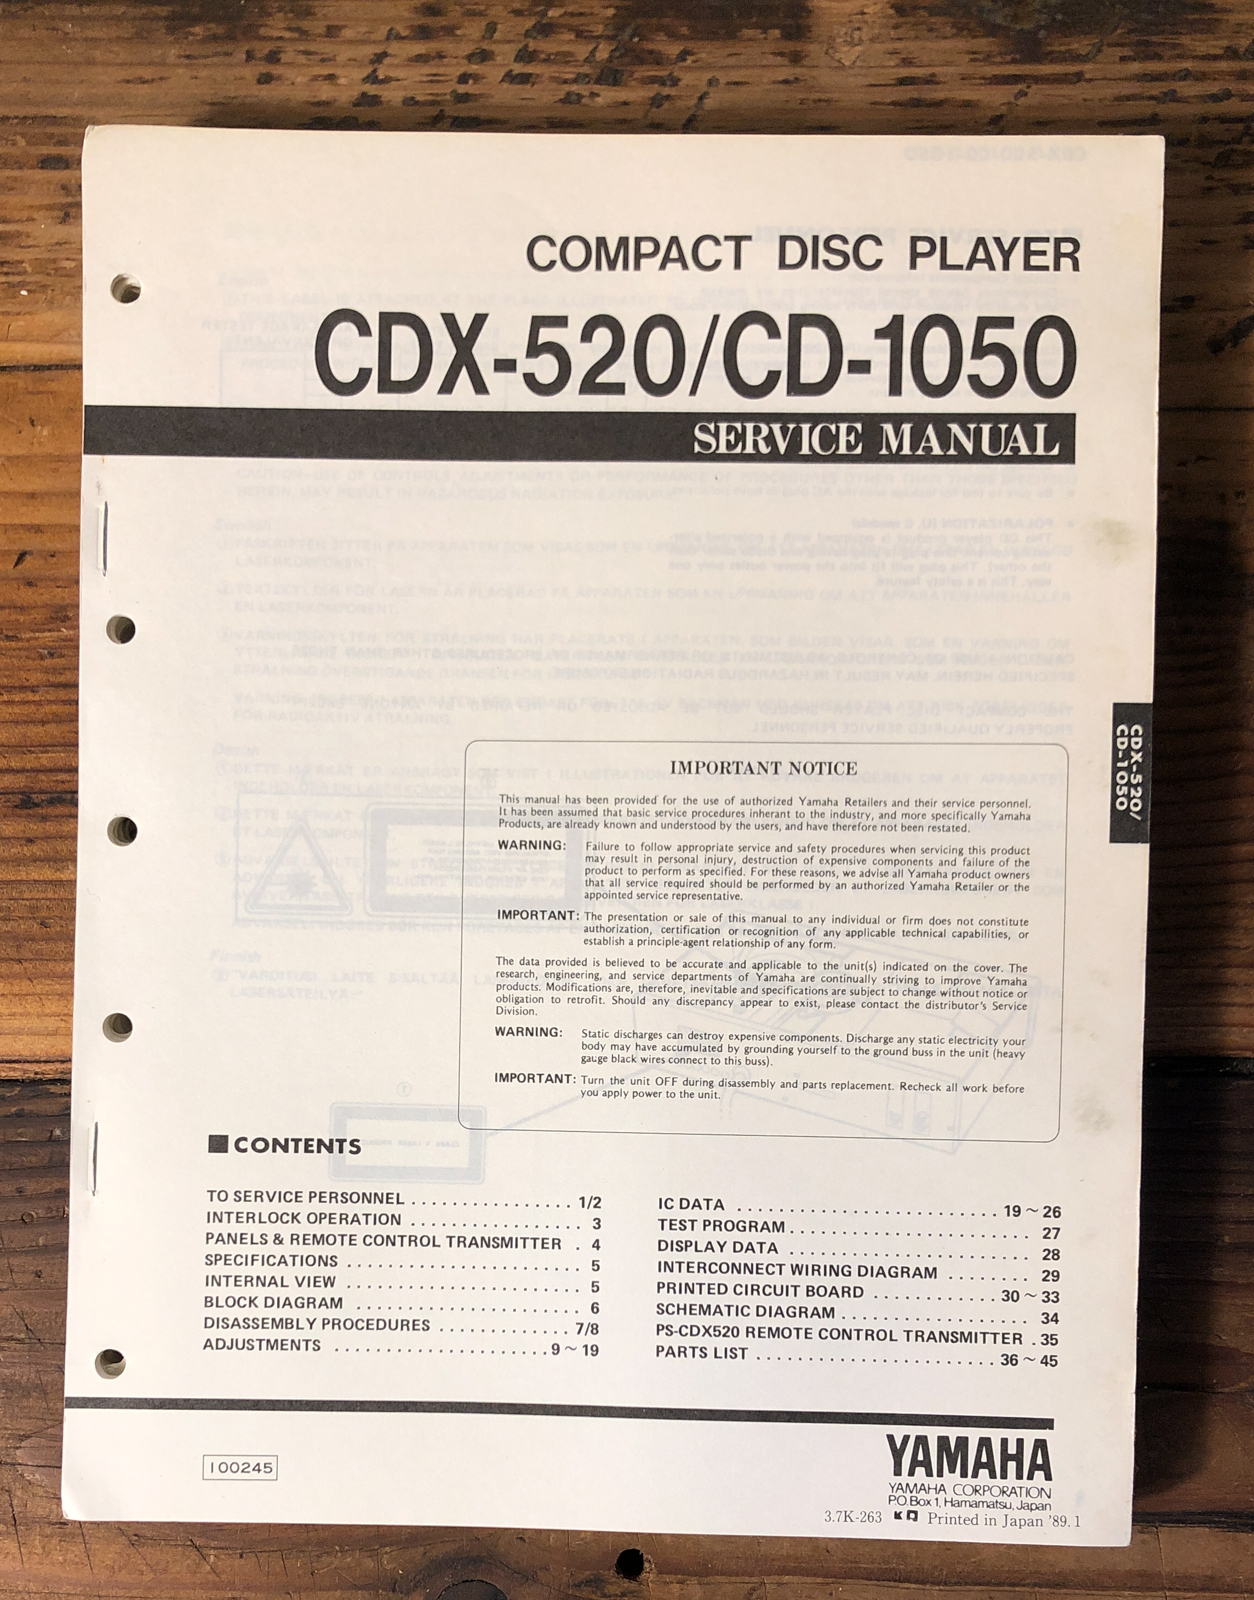 COMPACT DISC PLAYER
CDX-520/CD-1050
SERVICE MANUAL
CDX-520/
CD-1050
IMPORTANT NOTICE
This manual has been provided for the use of authorized Yamaha Retailers and their service personnel.
It has been assumed that basic service procedures inherant to the industry, and more specifically Yamaha
Products, are already known and understood by the users, and have therefore not been restated.
WARNING: Failure to follow appropriate service and safety procedures when servicing this product
may result in personal injury, destruction of expensive components and failure of the
product to perform as specified. For these reasons, we advise all Yamaha product owners
that all service required should be performed by an authorized Yamaha Retailer or the
appointed service representative.
IMPORTANT: The presentation or sale of this manual to any individual or firm does not constitute
authorization, certification or recognition of any applicable technical capabilities, or
establish a principle-agent relationship of any form.
The data provided is believed to be accurate and applicable to the unit(s) indicated on the cover. The
research, engineering, and service departments of Yamaha are continually striving to improve Yamaha
products. Modifications are, therefore, inevitable and specifications are subject to change without notice or
obligation to retrofit. Should any discrepancy appear to exist, please contact the distributor's Service
Division.
WARNING: Static discharges can destroy expensive components. Discharge any static electricity your
body may have accumulated by grounding yourself to the ground buss in the unit (heavy
gauge black wires connect to this buss).
IMPORTANT: Turn the unit OFF during disassembly and parts replacement. Recheck all work before
you apply power to the unit.
■CONTENTS
TO SERVICE PERSONNEL . . . . . . . . . . . . . . . . 1/2
INTERLOCK OPERATION . . . . . . . . . . . . . . . . . 3
PANELS & REMOTE CONTROL TRANSMITTER . 4
SPECIFICATIONS . . . . . . . . . . . . . . . . . . . . . . . 5
INTERNAL VIEW . . . . . . . . . . . . . . . . . . . . . . . 5
BLOCK DIAGRAM . . . . . . . . . . . . . . . . . . . . . . 6
DISASSEMBLY PROCEDURES . . . . . . . . . . . . . 7/8
ADJUSTMENTS . . . . . . . . . . . . . . . . . . . . . 9 ~ 19
IC DATA . . . . . . . . . . . . . . . . . . . . . . . . . 19 ~ 26
TEST PROGRAM . . . . . . . . . . . . . . . . . . . . . . . 27
DISPLAY DATA . . . . . . . . . . . . . . . . . . . . . . . 28
INTERCONNECT WIRING DIAGRAM . . . . . . . . 29
PRINTED CIRCUIT BOARD . . . . . . . . . . . . 30 ~ 33
SCHEMATIC DIAGRAM . . . . . . . . . . . . . . . . . . 34
PS-CDX520 REMOTE CONTROL TRANSMITTER . 35
PARTS LIST . . . . . . . . . . . . . . . . . . . . . . . 36 ~ 45
100245
YAMAHA
YAMAHA CORPORATION
P.O.Box 1, Hamamatsu, Japan
3.7K-263 Printed in Japan '89.1